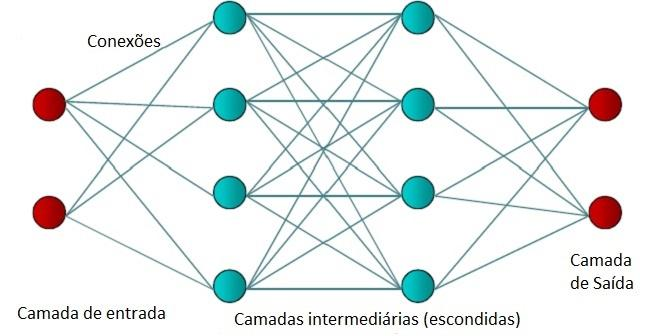 Conexões
Camada
de Saída
Camada de entrada
Camadas intermediárias (escondidas)